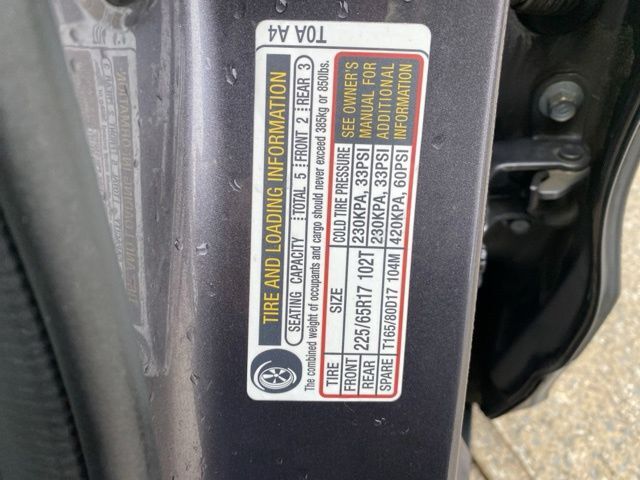 T0A A4
TIRE AND LOADING INFORMATION
SEATING CAPACITY TOTAL 5 FRONT 2 REAR 3
The combined weight of occupants and cargo should never exceed 385kg or 850lbs.
TIRE SIZE COLD TIRE PRESSURE
FRONT 225/65R17 102T 230KPA, 33PSI
REAR 230KPA, 33PSI
SPARE T165/80D17 104M 420KPA, 60PSI
SEE OWNER'S
MANUAL FOR
ADDITIONAL
INFORMATION